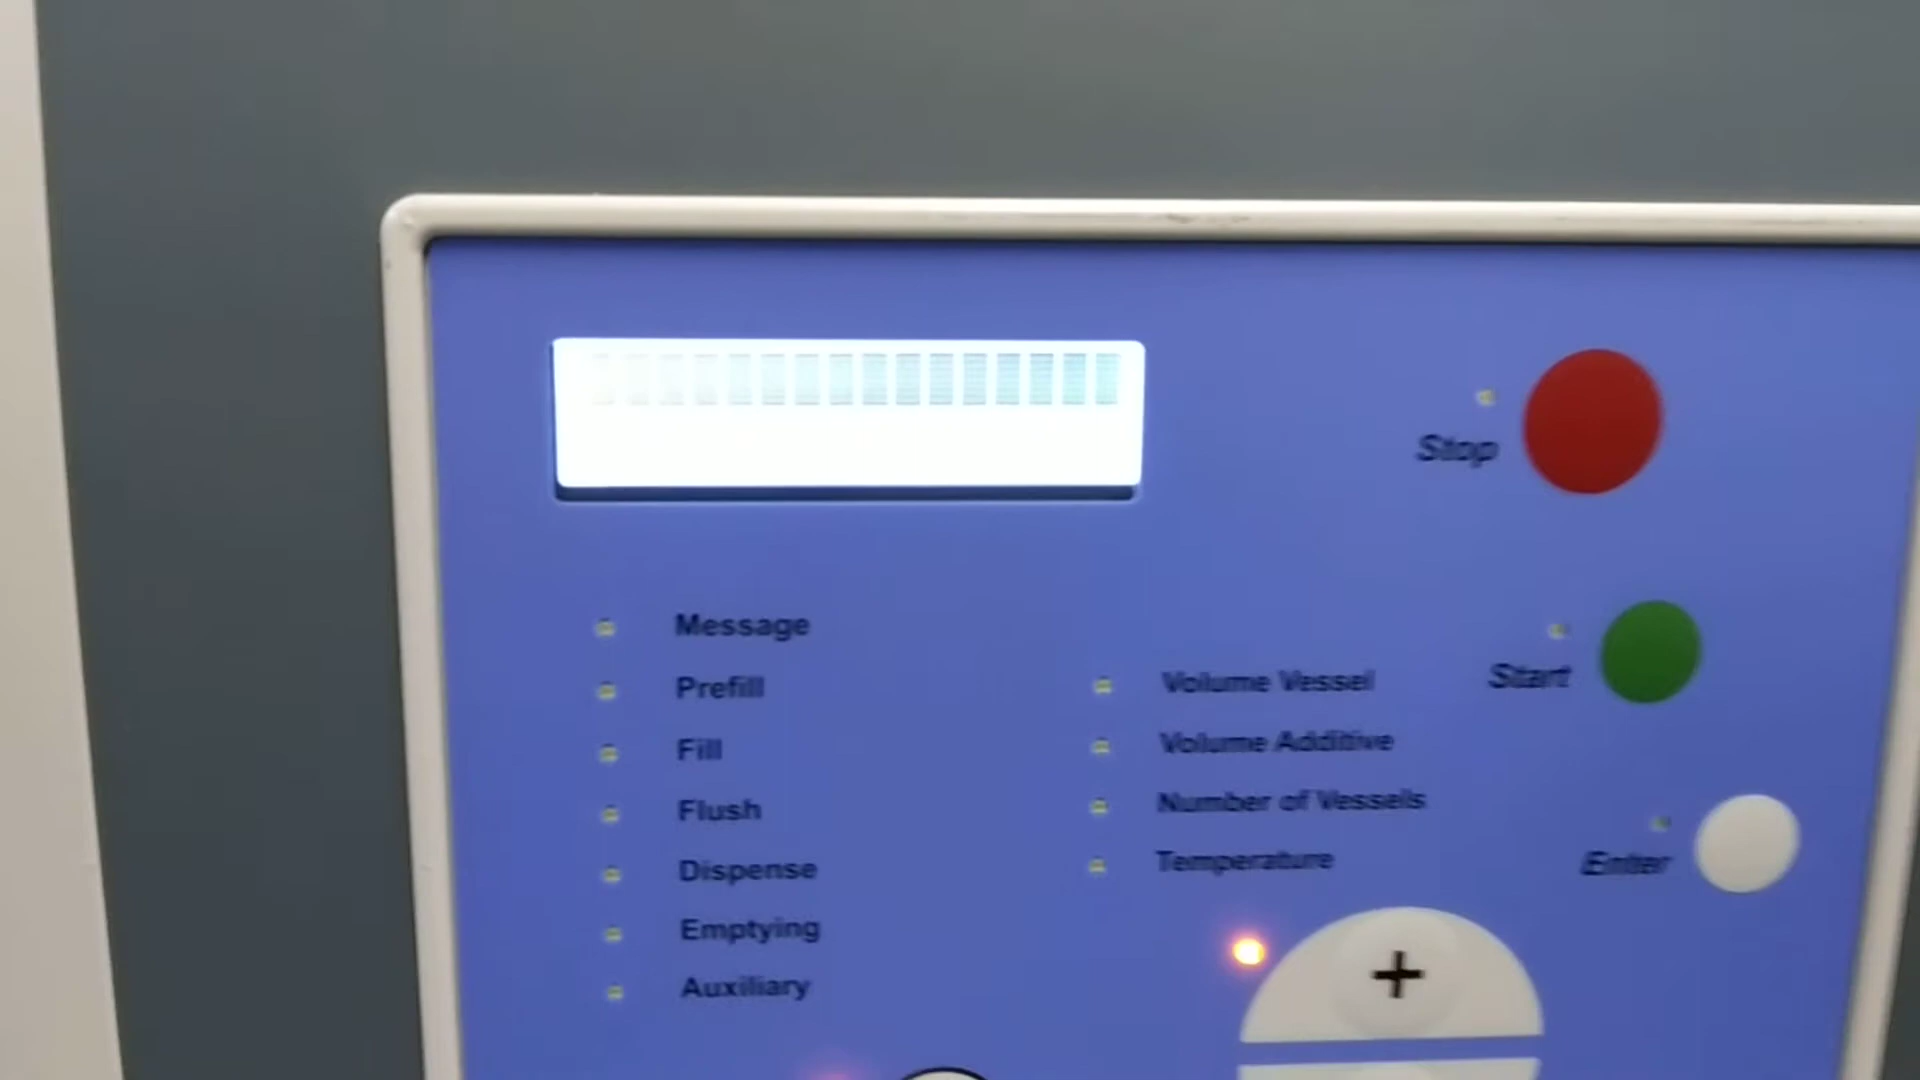 Stop
Message
Prefill
Volume Vessel
Start
Fill
Volume Additive
Flush
Number of Vessels
Dispense
Temperature
Enter
Emptying
+
Auxiliary